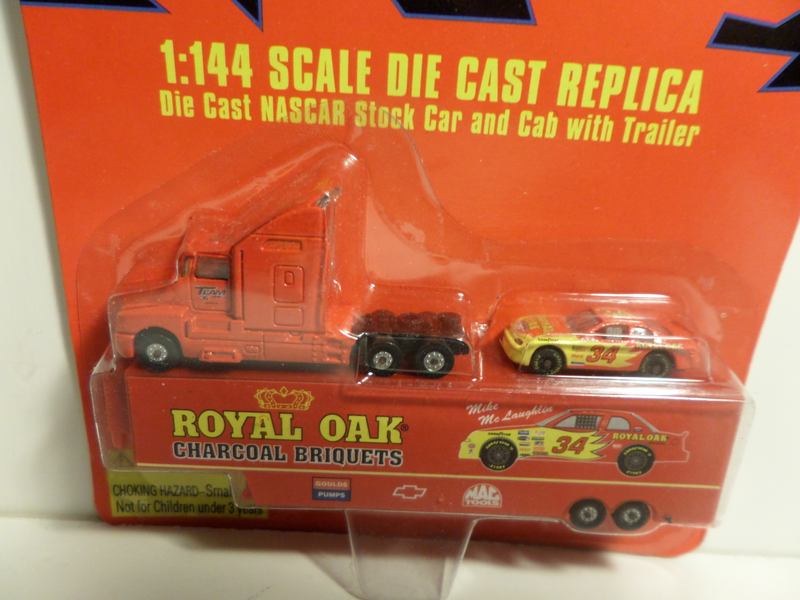 1:144 SCALE DIE CAST REPLICA
Die Cast NASCAR Stock Car and Cab with Trailer
TEAM
34
ROYAL OAK®
CHARCOAL BRIQUETS
Mike
McLaughlin
34
ROYAL OAK
CHOKING HAZARD-Small
Not for Children under 3 years
GOULDS
PUMPS
MAC
TOOLS